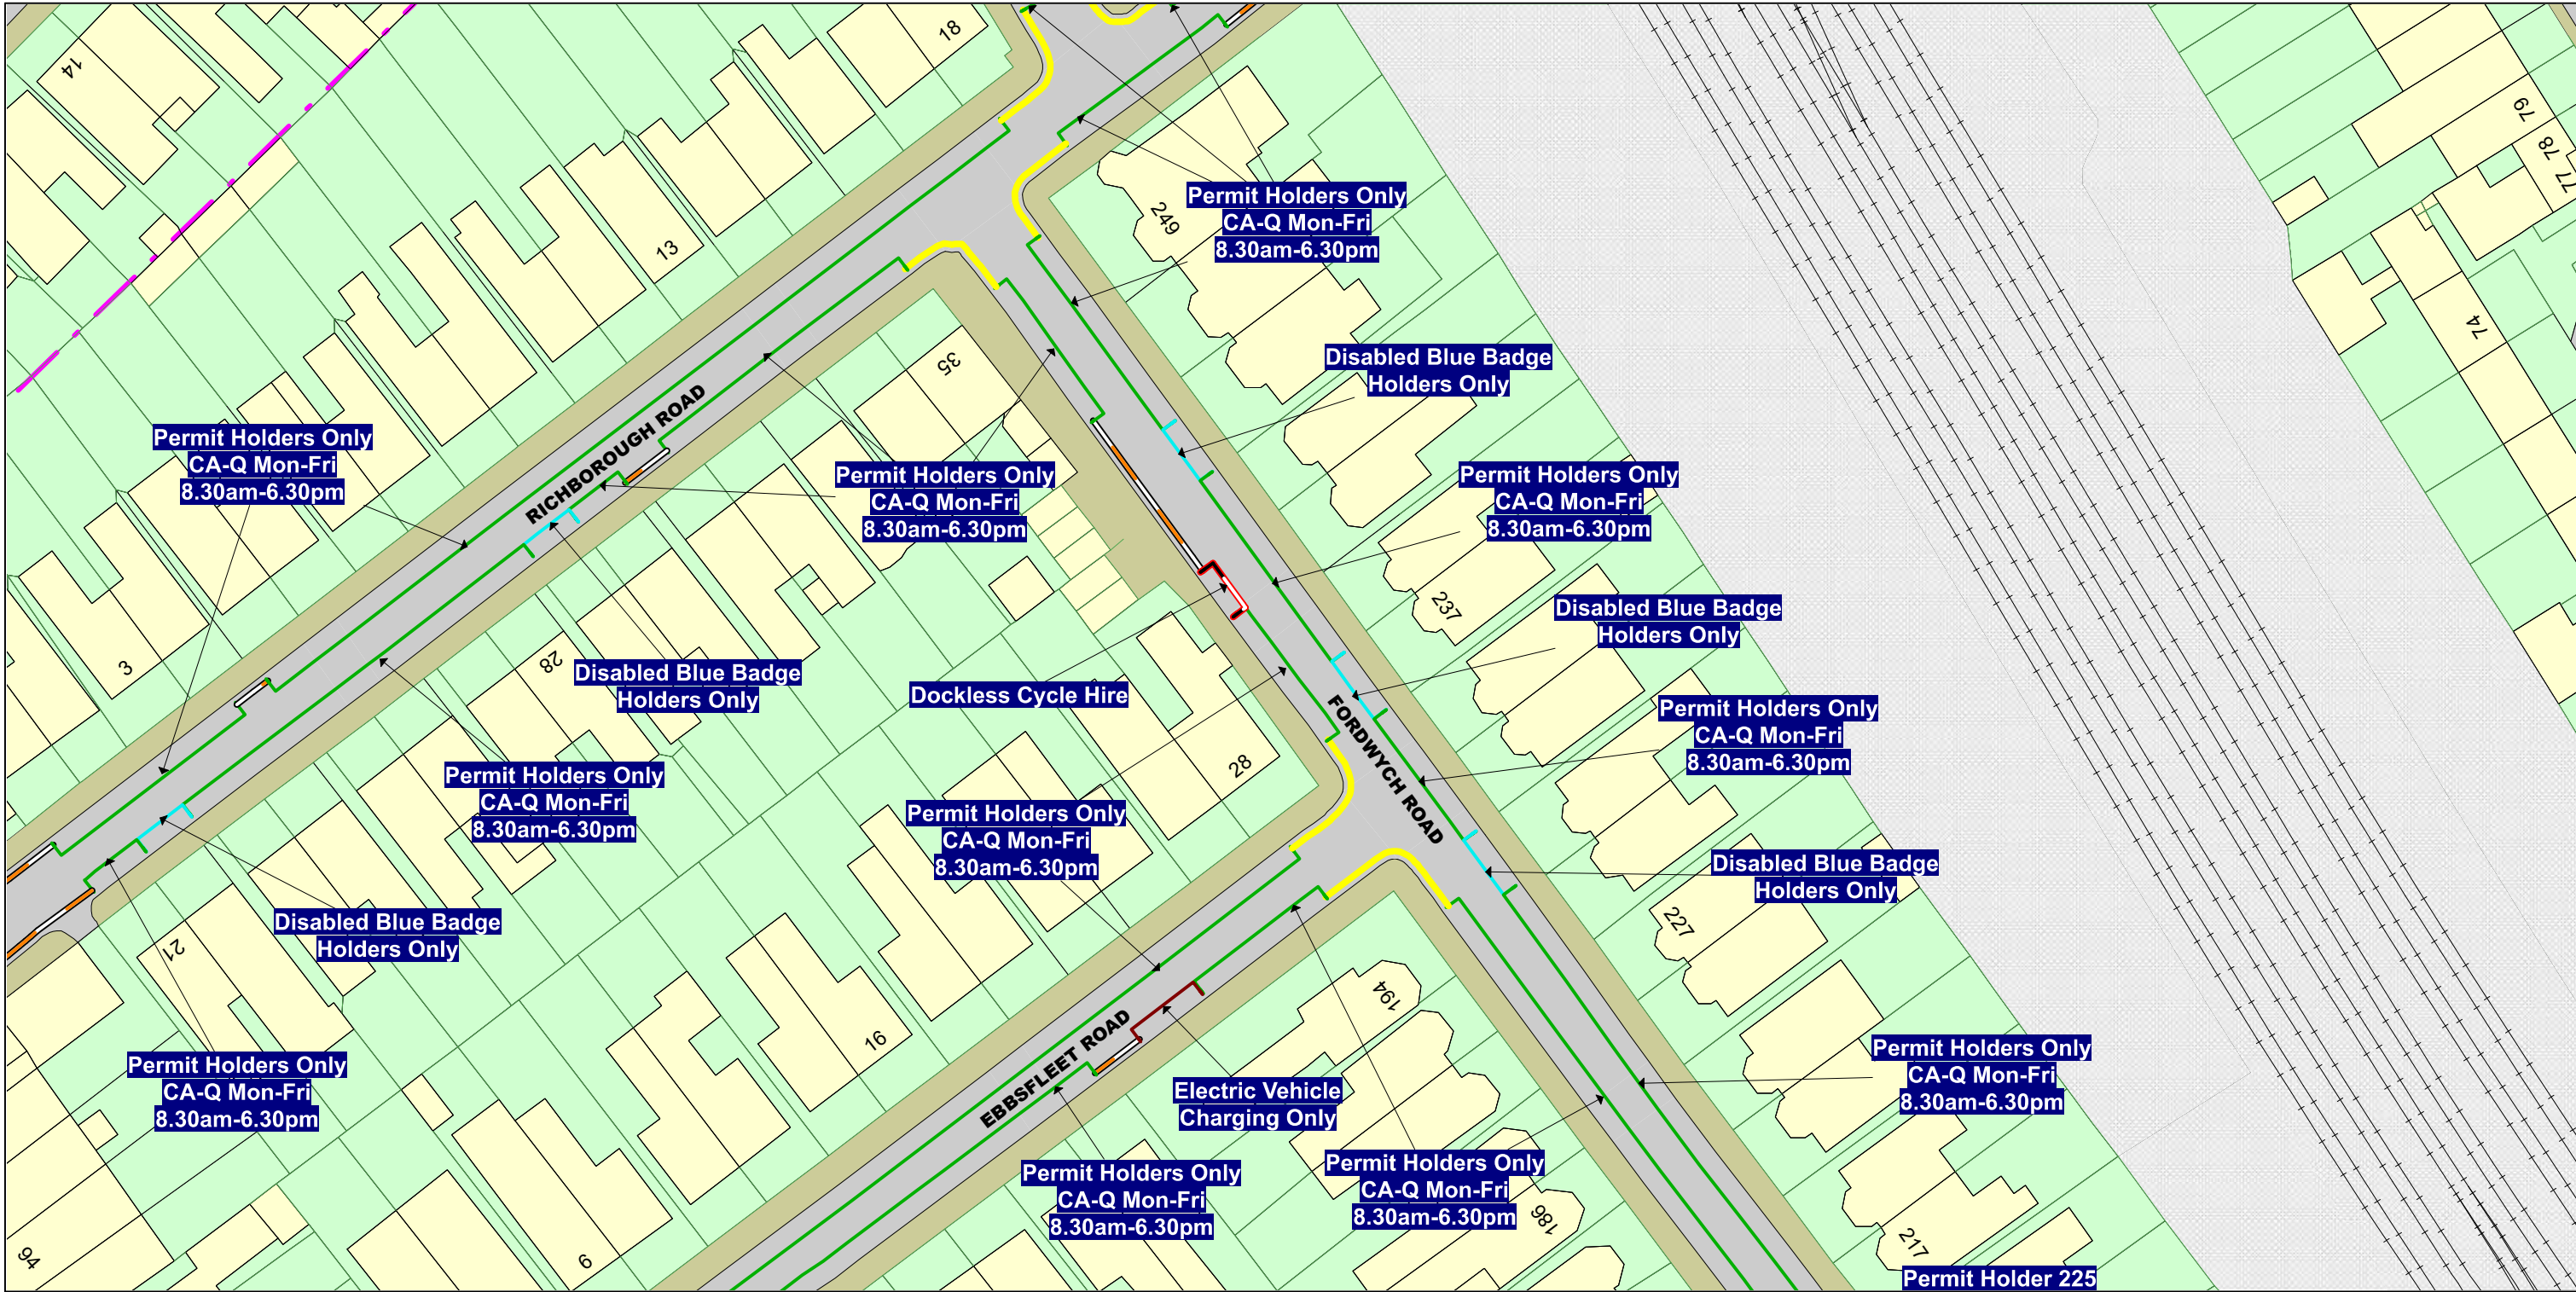 18
14
Permit Holders Only
CA-Q Mon-Fri
8.30am-6.30pm
249
13
79
78
77
74
Disabled Blue Badge
Holders Only
35
RICHBOROUGH ROAD
Permit Holders Only
CA-Q Mon-Fri
8.30am-6.30pm
Permit Holders Only
CA-Q Mon-Fri
8.30am-6.30pm
Permit Holders Only
CA-Q Mon-Fri
8.30am-6.30pm
237
Disabled Blue Badge
Holders Only
3
28
Disabled Blue Badge
Holders Only
Dockless Cycle Hire
FORDWYCH ROAD
Permit Holders Only
CA-Q Mon-Fri
8.30am-6.30pm
28
Permit Holders Only
CA-Q Mon-Fri
8.30am-6.30pm
Permit Holders Only
CA-Q Mon-Fri
8.30am-6.30pm
Disabled Blue Badge
Holders Only
227
Disabled Blue Badge
Holders Only
21
194
16
EBBSFLEET ROAD
Permit Holders Only
CA-Q Mon-Fri
8.30am-6.30pm
Permit Holders Only
CA-Q Mon-Fri
8.30am-6.30pm
Electric Vehicle
Charging Only
Permit Holders Only
CA-Q Mon-Fri
8.30am-6.30pm
Permit Holders Only
CA-Q Mon-Fri
8.30am-6.30pm
186
217
94
9
Permit Holder 225